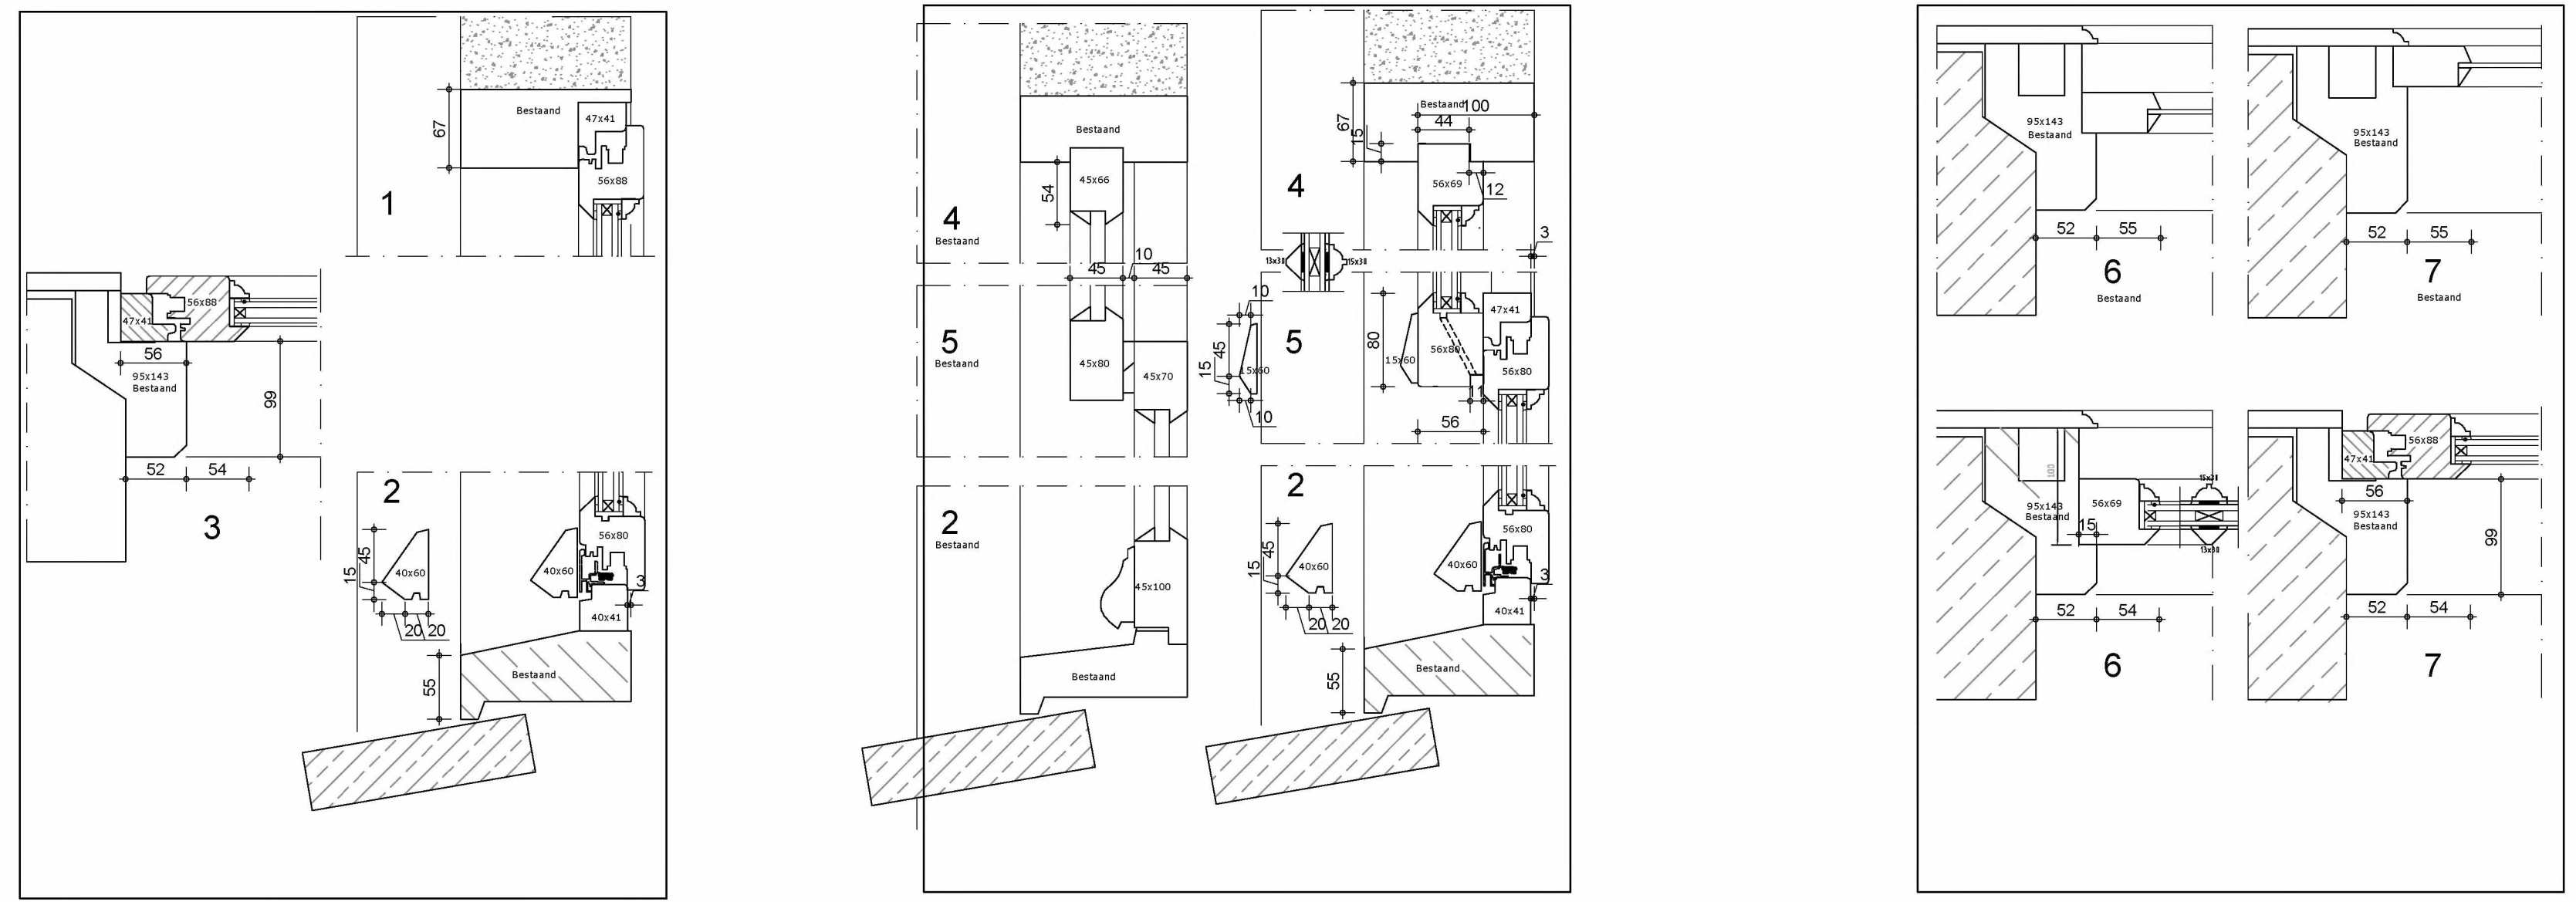 Bestaand
47x41
67
56x88
1
56x88
47x41
56
95x143
Bestaand
99
52
54
3
2
45
15
40x60
20
20
40x60
56x80
3
40x41
55
Bestaand
Bestaand
45x66
54
4
Bestaand
10
45
45
5
Bestaand
45x80
45x70
2
Bestaand
45x100
Bestaand
Bestaand
100
44
67
15
4
56x69
12
3
13x38
15x38
10
45
15
15x60
10
5
47x41
80
56x80
15x60
56x80
11
56
2
45
15
40x60
20
20
40x60
56x80
3
40x41
55
Bestaand
95x143
Bestaand
52
55
6
Bestaand
95x143
Bestaand
52
55
7
Bestaand
100
95x143
Bestaand
56x69
15x38
15
13x38
52
54
6
56x88
47x41
56
95x143
Bestaand
99
52
54
7